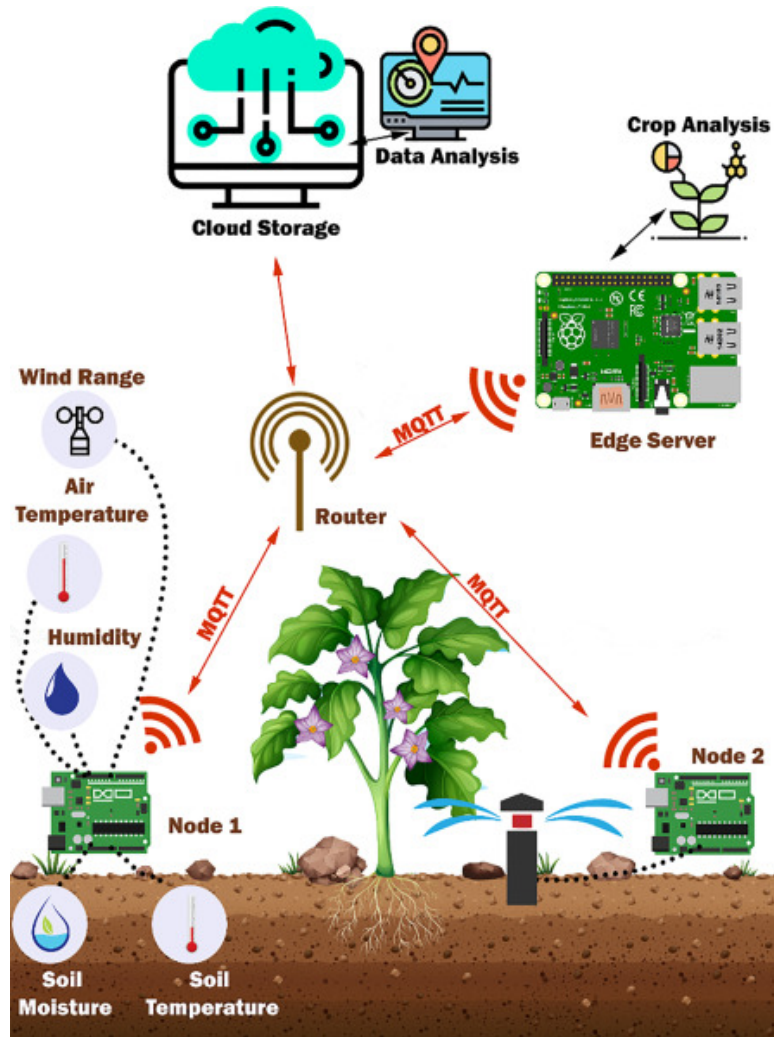 Data Analysis
Cloud Storage
Crop Analysis
Edge Server
MQTT
Router
Wind Range
Air
Temperature
Humidity
MQTT
MQTT
Node 1
Node 2
Soil
Moisture
Soil
Temperature